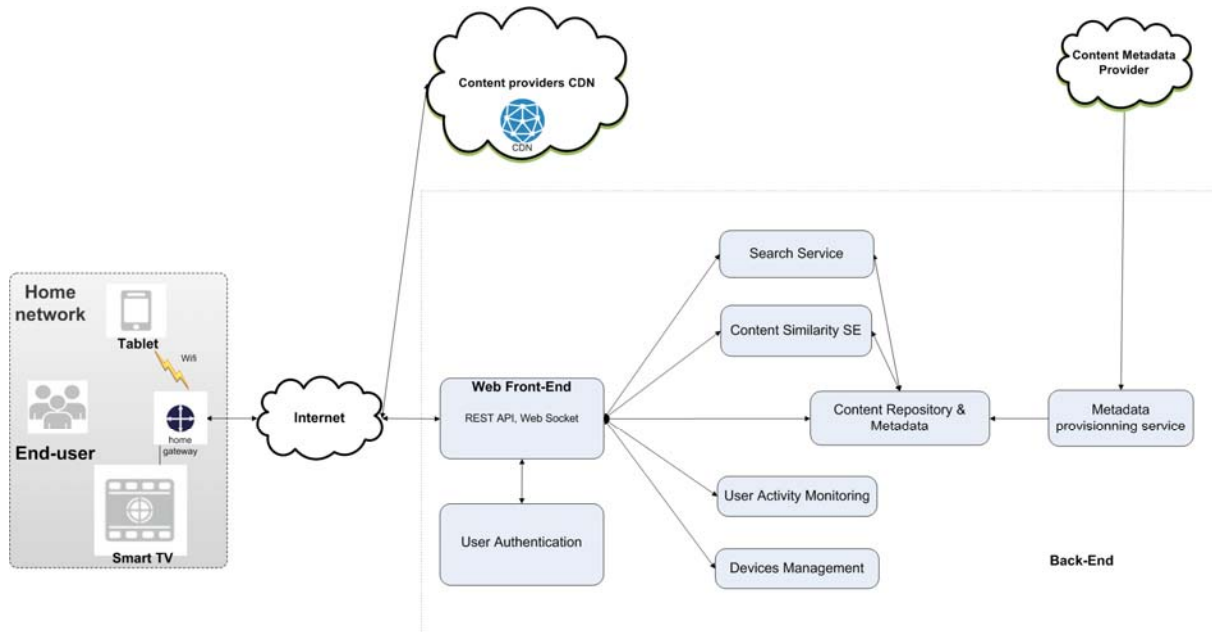 Content providers CDN
CDN
Content Metadata
Provider
Home
network
Tablet
Wifi
End-user
home
gateway
Smart TV
Internet
Web Front-End
REST API, Web Socket
User Authentication
Search Service
Content Similarity SE
Content Repository &
Metadata
User Activity Monitoring
Devices Management
Metadata
provisionning service
Back-End